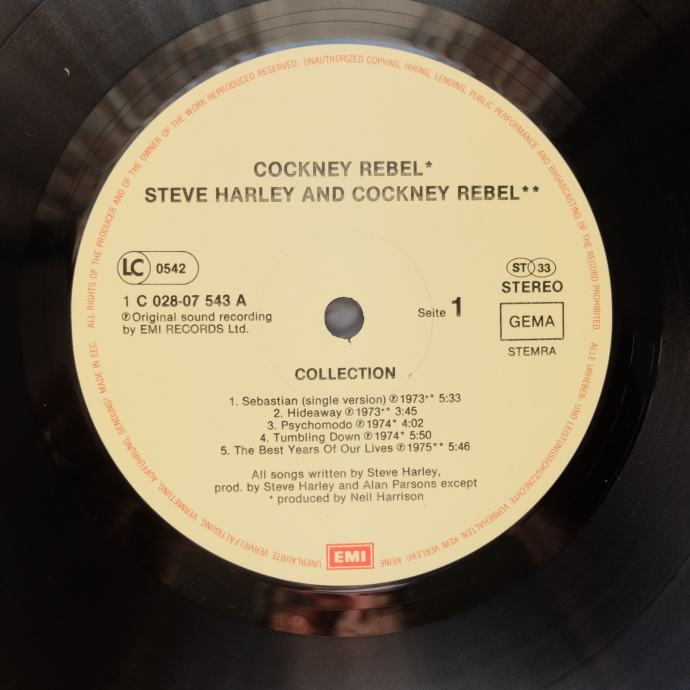 COCKNEY REBEL*
STEVE HARLEY AND COCKNEY REBEL**
LC 0542
1 C 028-07 543 A
℗Original sound recording
by EMI RECORDS Ltd.
ST 33
STEREO
GEMA
STEMRA
Seite 1
COLLECTION
1. Sebastian (single version) ℗1973** 5:33
2. Hideaway ℗1973** 3:45
3. Psychomodo ℗1974* 4:02
4. Tumbling Down ℗1974* 5:50
5. The Best Years Of Our Lives ℗1975** 5:46
All songs written by Steve Harley,
prod. by Steve Harley and Alan Parsons except
* produced by Neil Harrison
EMI
ALL RIGHTS OF THE PRODUCER AND OF THE OWNER OF THE WORK REPRODUCED RESERVED. UNAUTHORIZED COPYING, HIRING, LENDING, PUBLIC PERFORMANCE AND BROADCASTING OF THE RECORD PROHIBITED. ALLE URHEBER- UND LEISTUNGSSCHUTZRECHTE VORBEHALTEN. KEIN VERLEIH! KEINE UNERLAUBTE VERVIELFÄLTIGUNG, VERMIETUNG, AUFFÜHRUNG, SENDUNG! MADE IN EEC.